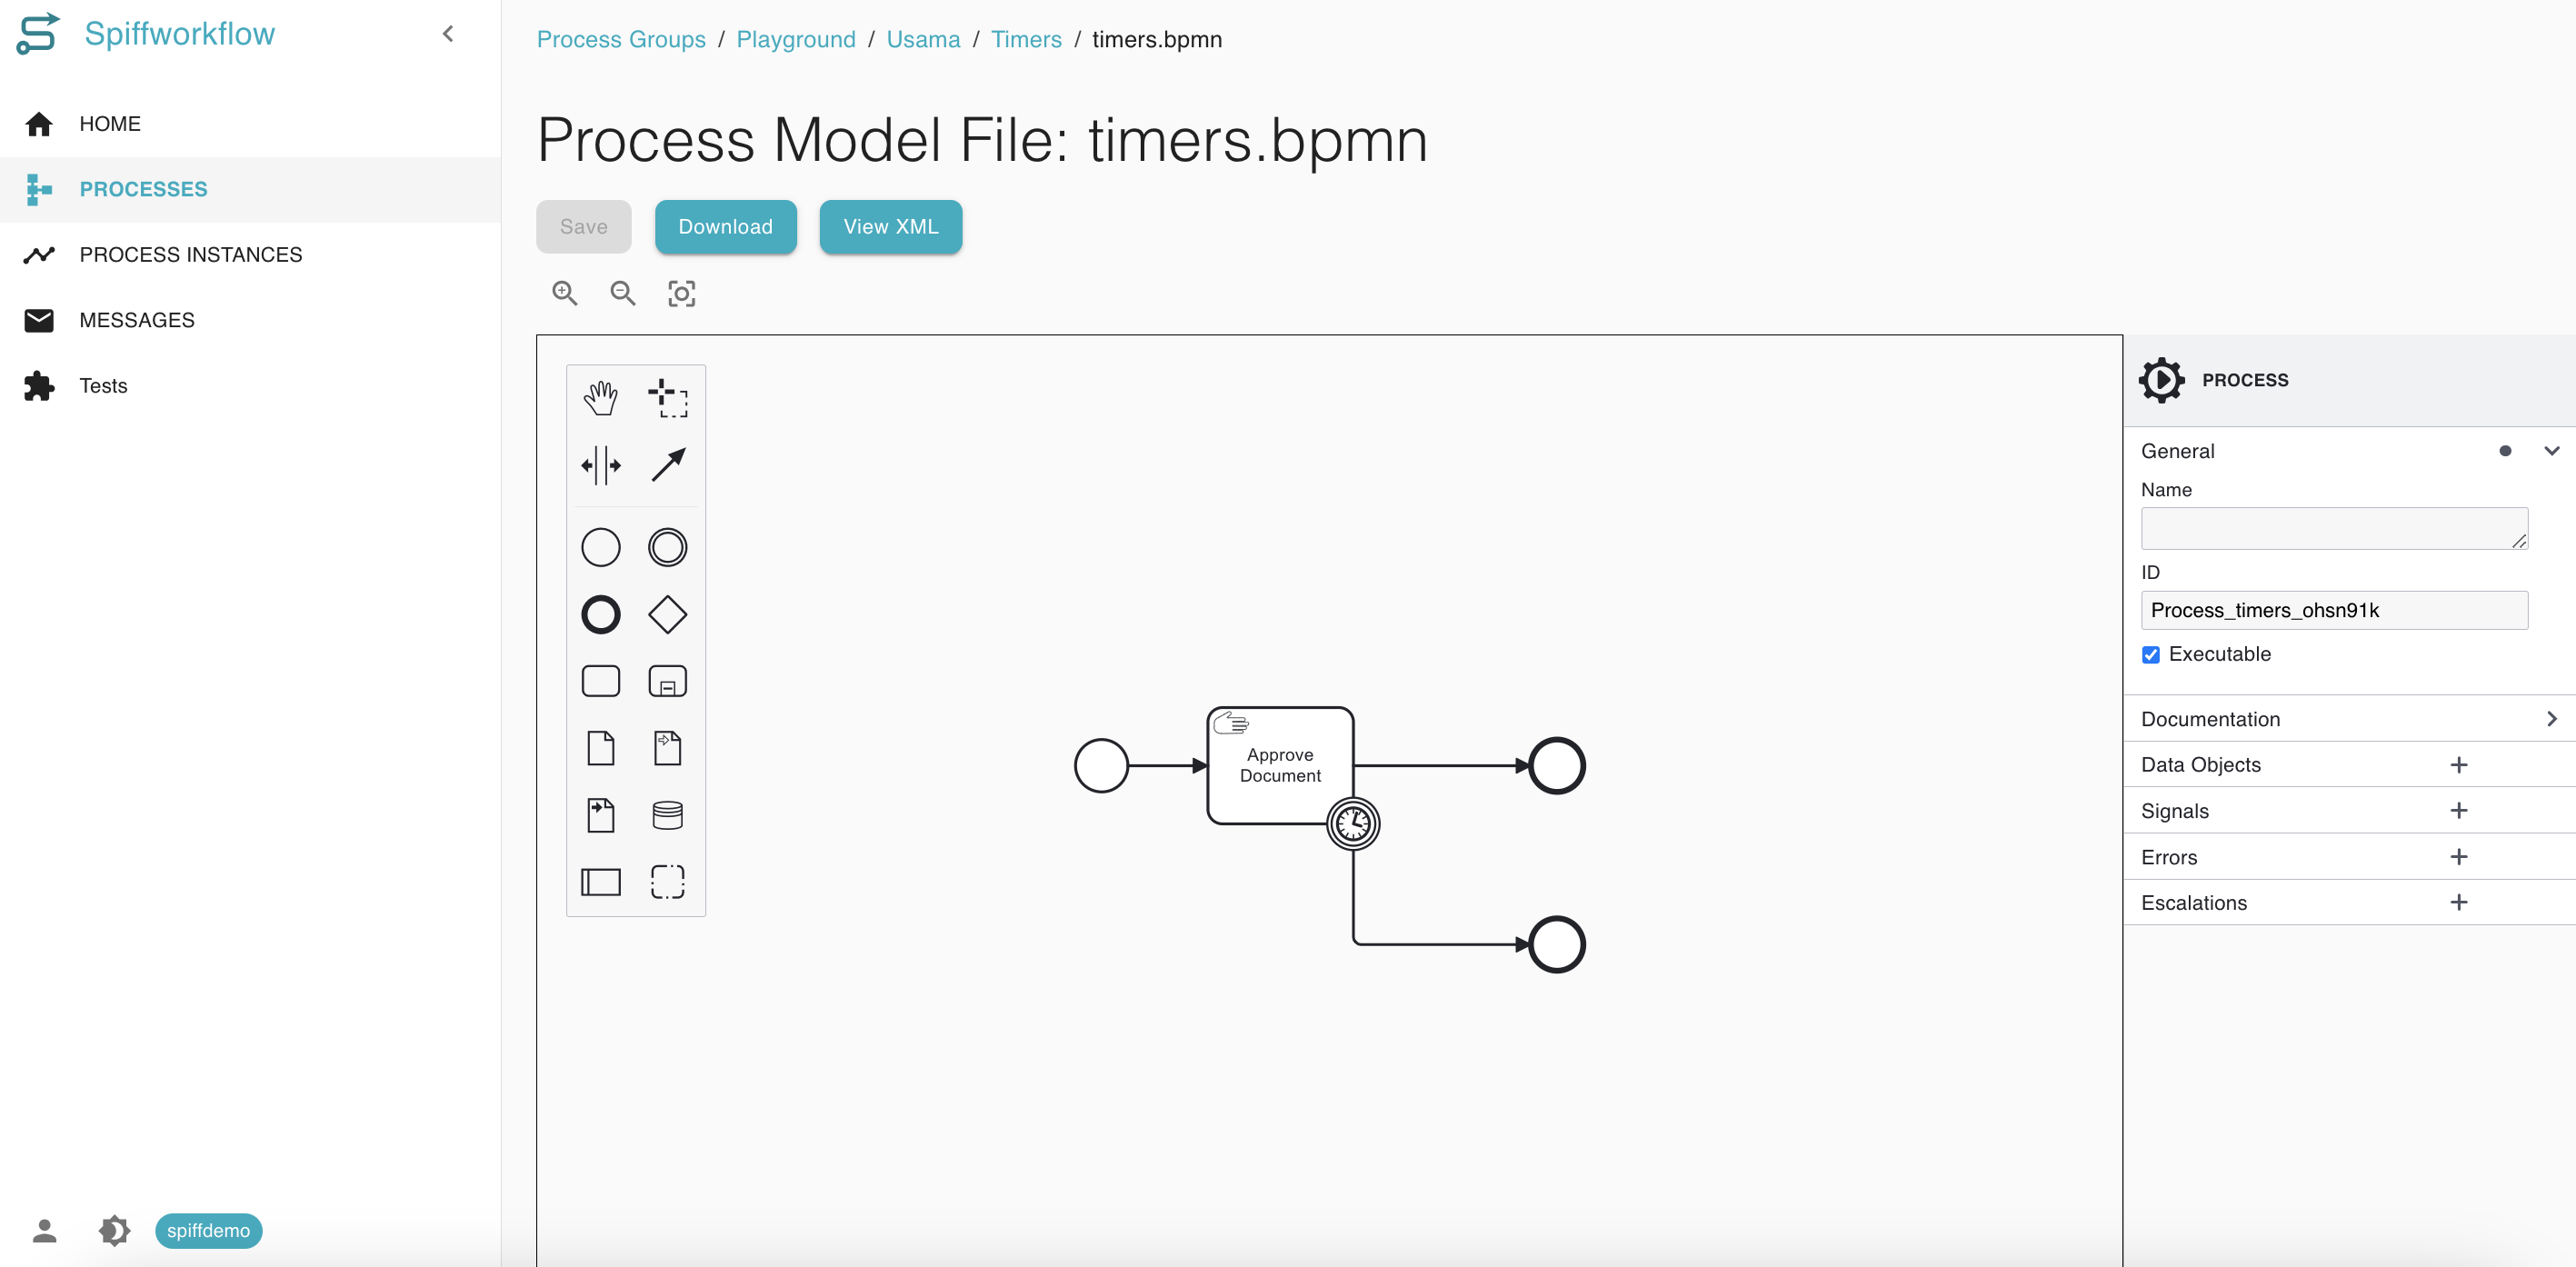 Spiffworkflow
HOME
PROCESSES
PROCESS INSTANCES
MESSAGES
Tests
spiffdemo
Process Groups / Playground / Usama / Timers / timers.bpmn
Process Model File: timers.bpmn
Save Download View XML
Approve
Document
PROCESS
General
Name
ID
Process_timers_ohsn91k
Executable
Documentation
Data Objects
Signals
Errors
Escalations